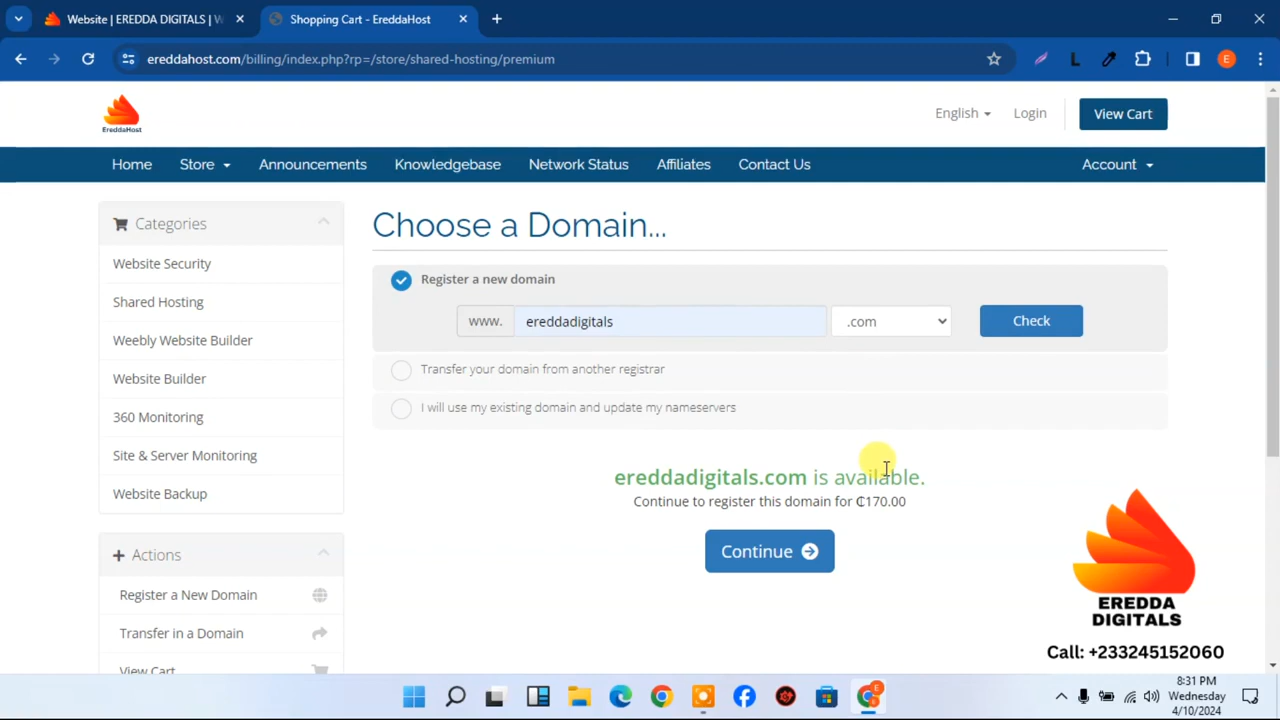 Website | EREDDA DIGITALS | W
Shopping Cart - EreddaHost
ereddahost.com/billing/index.php?rp=/store/shared-hosting/premium
E
EreddaHost
English
Login
View Cart
Home
Store
Announcements
Knowledgebase
Network Status
Affiliates
Contact Us
Account
Categories
Website Security
Shared Hosting
Weebly Website Builder
Website Builder
360 Monitoring
Site & Server Monitoring
Website Backup
Actions
Register a New Domain
Transfer in a Domain
View Cart
Choose a Domain...
Register a new domain
www.
ereddadigitals
.com
Check
Transfer your domain from another registrar
I will use my existing domain and update my nameservers
ereddadigitals.com is available.
Continue to register this domain for ₵170.00
Continue
EREDDA
DIGITALS
Call: +233245152060
E
8:31 PM
Wednesday
4/10/2024